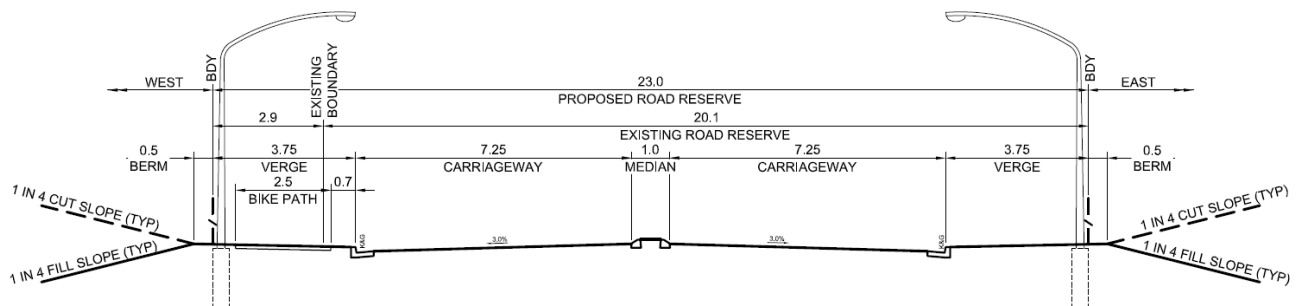 BDY
BDY
WEST
23.0
EAST
PROPOSED ROAD RESERVE
EXISTING
BOUNDARY
2.9
20.1
EXISTING ROAD RESERVE
0.5
BERM
3.75
VERGE
7.25
CARRIAGEWAY
1.0
MEDIAN
7.25
CARRIAGEWAY
3.75
VERGE
0.5
BERM
2.5
BIKE PATH
0.7
1 IN 4 CUT SLOPE (TYP)
1 IN 4 FILL SLOPE (TYP)
K&G
3.0%
3.0%
K&G
1 IN 4 CUT SLOPE (TYP)
1 IN 4 FILL SLOPE (TYP)